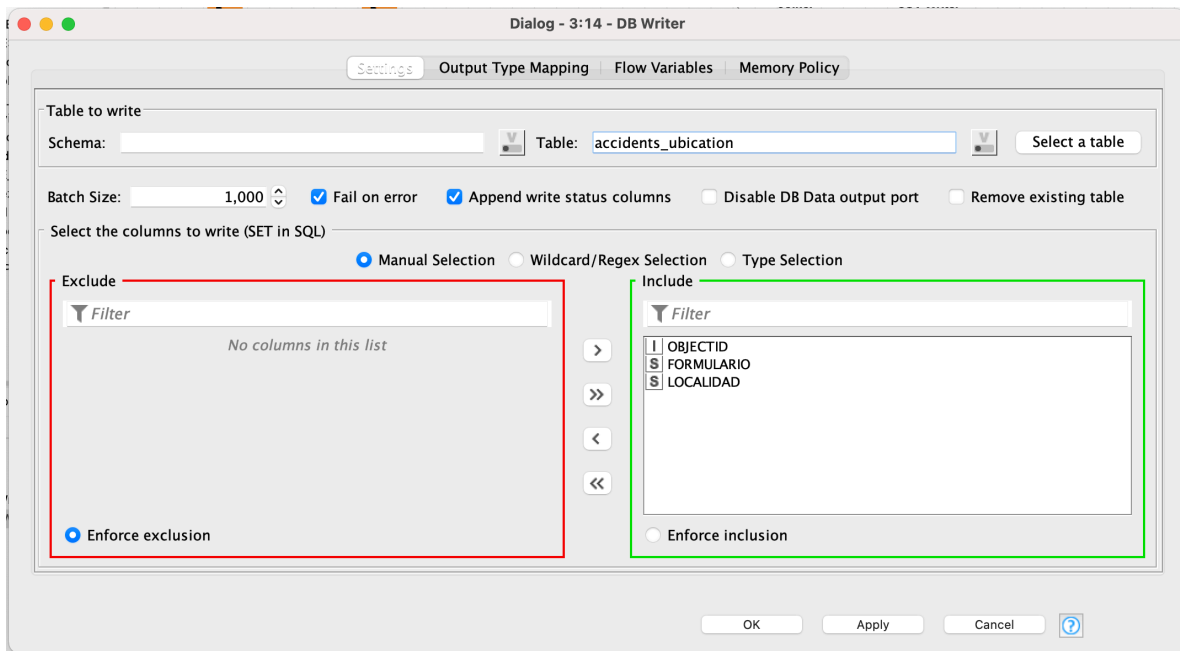 Dialog - 3:14 - DB Writer
Settings Output Type Mapping Flow Variables Memory Policy
Table to write
Schema: V Table: accidents_ubication V Select a table
Batch Size: 1,000 Fail on error Append write status columns Disable DB Data output port Remove existing table
Select the columns to write (SET in SQL)
Manual Selection Wildcard/Regex Selection Type Selection
Exclude Include
Filter Filter
No columns in this list
I OBJECTID
S FORMULARIO
S LOCALIDAD
>
>>
<
<<
Enforce exclusion Enforce inclusion
OK Apply Cancel ?